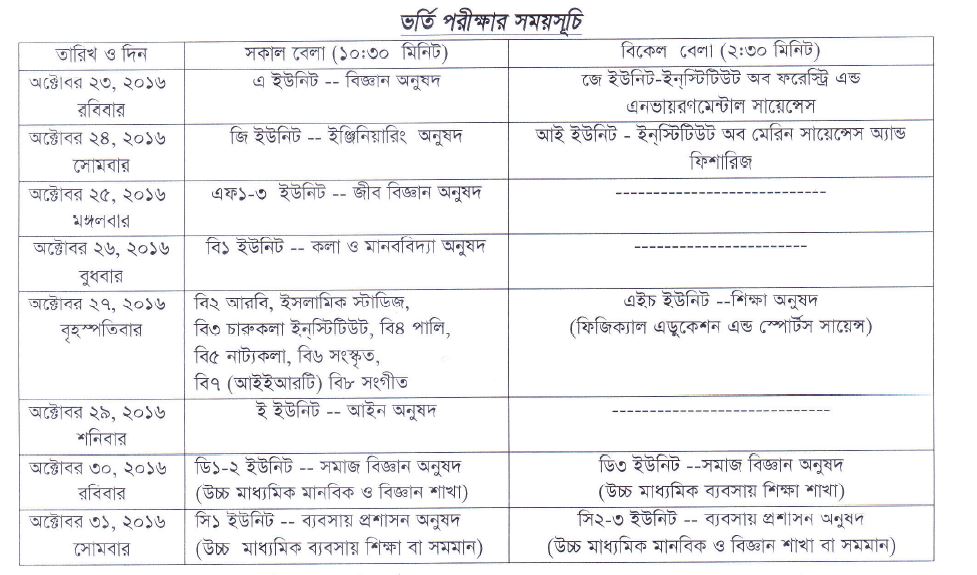 ভর্তি পরীক্ষার সময়সূচি
তারিখ ও দিন সকাল বেলা (১০:৩০ মিনিট) বিকেল বেলা (২:৩০ মিনিট)
অক্টোবর ২৩, ২০১৬ এ ইউনিট -- বিজ্ঞান অনুষদ জে ইউনিট-ইন্স্টিটিউট অব ফরেস্ট্রি এন্ড
রবিবার এনভায়রণমেন্টাল সায়েন্সেস
অক্টোবর ২৪, ২০১৬ জি ইউনিট -- ইঞ্জিনিয়ারিং অনুষদ আই ইউনিট - ইন্স্টিটিউট অব মেরিন সায়েন্সেস অ্যান্ড
সোমবার ফিশারিজ
অক্টোবর ২৫, ২০১৬ এফ১-৩ ইউনিট -- জীব বিজ্ঞান অনুষদ ---------------------------
মঙ্গলবার
অক্টোবর ২৬, ২০১৬ বি১ ইউনিট -- কলা ও মানববিদ্যা অনুষদ ----------------------
বুধবার
অক্টোবর ২৭, ২০১৬ বি২ আরবি, ইসলামিক স্টাডিজ, এইচ ইউনিট --শিক্ষা অনুষদ
বৃহস্পতিবার বি৩ চারুকলা ইন্স্টিটিউট, বি৪ পালি, (ফিজিক্যাল এডুকেশন এন্ড স্পোর্টস সায়েন্স)
বি৫ নাট্যকলা, বি৬ সংস্কৃত,
বি৭ (আইইআরটি) বি৮ সংগীত
অক্টোবর ২৯, ২০১৬ ই ইউনিট -- আইন অনুষদ ----------------------------
শনিবার
অক্টোবর ৩০, ২০১৬ ডি১-২ ইউনিট -- সমাজ বিজ্ঞান অনুষদ ডি৩ ইউনিট --সমাজ বিজ্ঞান অনুষদ
রবিবার (উচ্চ মাধ্যমিক মানবিক ও বিজ্ঞান শাখা) (উচ্চ মাধ্যমিক ব্যবসায় শিক্ষা শাখা)
অক্টোবর ৩১, ২০১৬ সি১ ইউনিট -- ব্যবসায় প্রশাসন অনুষদ সি২-৩ ইউনিট -- ব্যবসায় প্রশাসন অনুষদ
সোমবার (উচ্চ মাধ্যমিক ব্যবসায় শিক্ষা বা সমমান) (উচ্চ মাধ্যমিক মানবিক ও বিজ্ঞান শাখা বা সমমান)